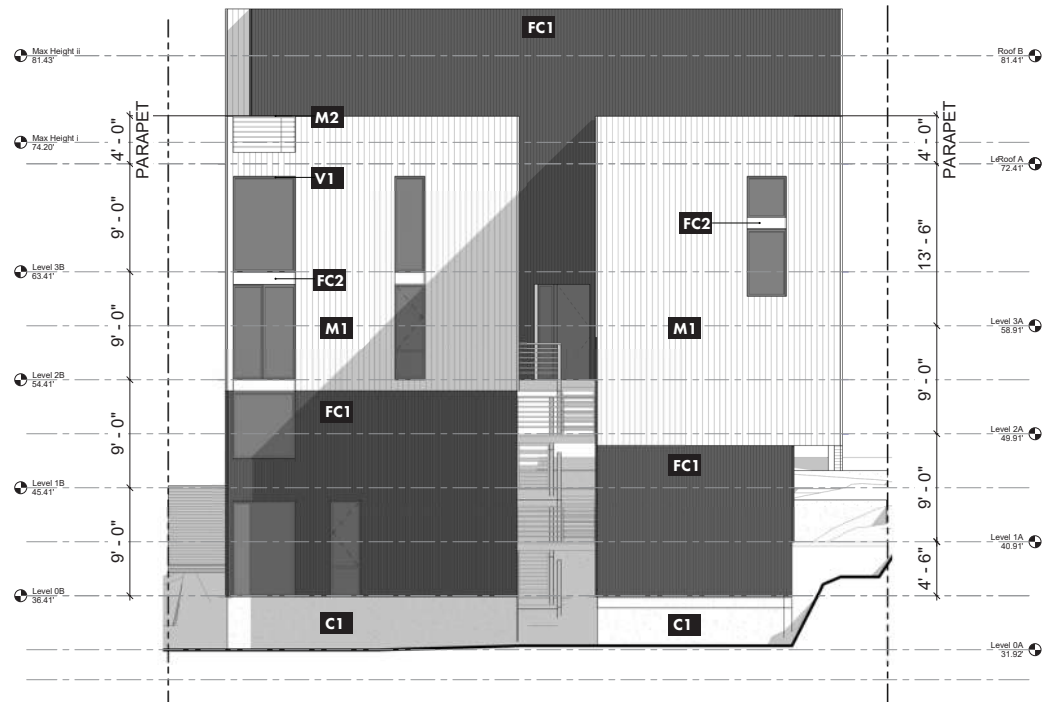 FC1
Max Height ii
81.43'
Roof B
81.41'
M2
PARAPET
4' - 0"
4' - 0"
PARAPET
Max Height i
74.20'
Roof A
72.41'
V1
9' - 0"
FC2
13' - 6"
Level 3B
63.41'
FC2
9' - 0"
M1
M1
Level 3A
58.91'
Level 2B
54.41'
9' - 0"
FC1
9' - 0"
Level 2A
49.91'
FC1
Level 1B
45.41'
9' - 0"
9' - 0"
Level 1A
40.91'
4' - 6"
Level 0B
36.41'
C1
C1
Level 0A
31.92'